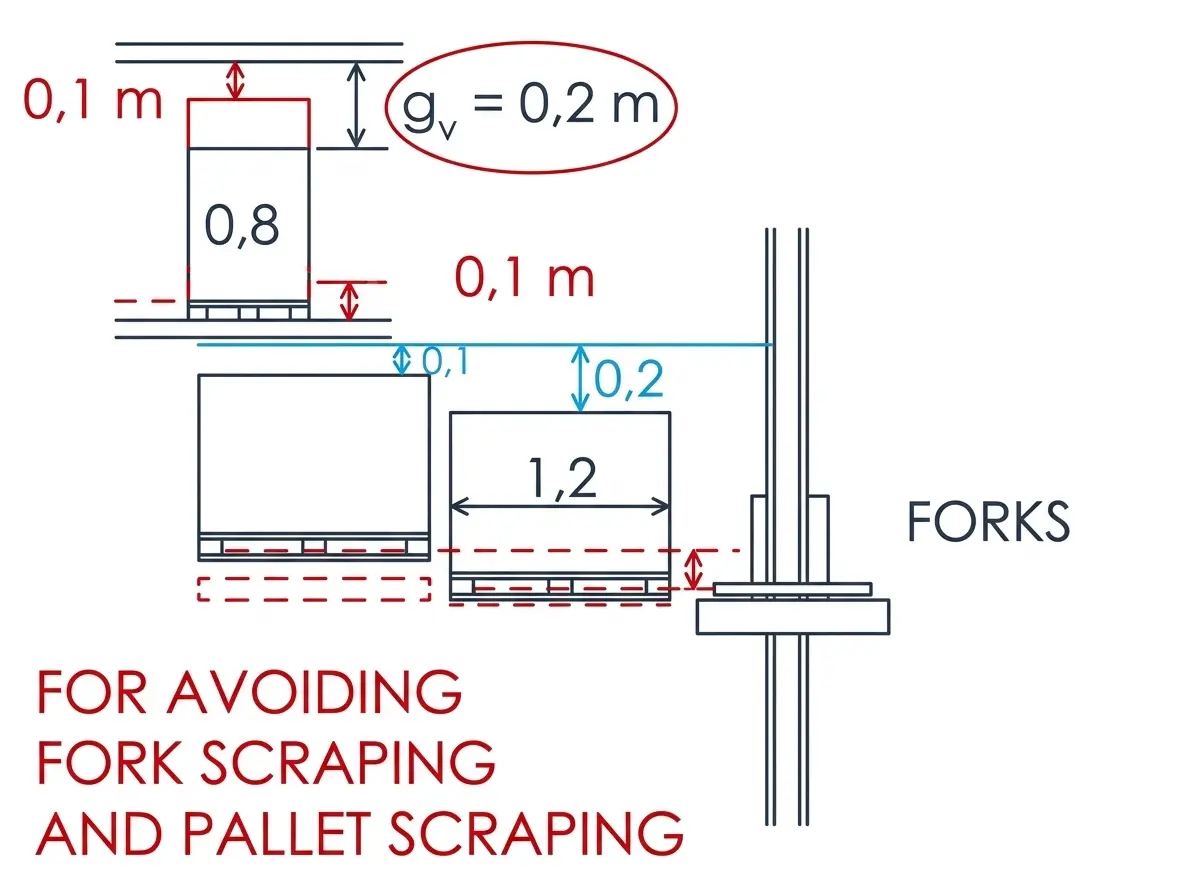 0,1 m
gv = 0,2 m
0,8
0,1 m
0,1
0,2
1,2
FORKS
FOR AVOIDING
FORK SCRAPING
AND PALLET SCRAPING